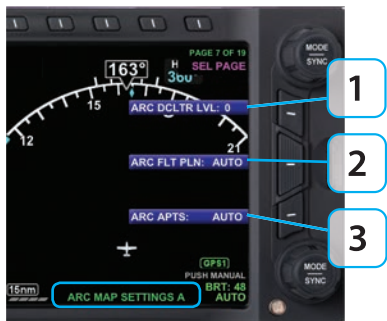 PAGE 7 OF 19
MODE
SYNC
163°
H
360°
SEL PAGE
1
15
ARC DCLTR LVL: 0
12
21
2
ARC FLT PLN: AUTO
3
ARC APTS: AUTO
GPS1
PUSH MANUAL
MODE
SYNC
15nm
BRT: 48
ARC MAP SETTINGS A
AUTO